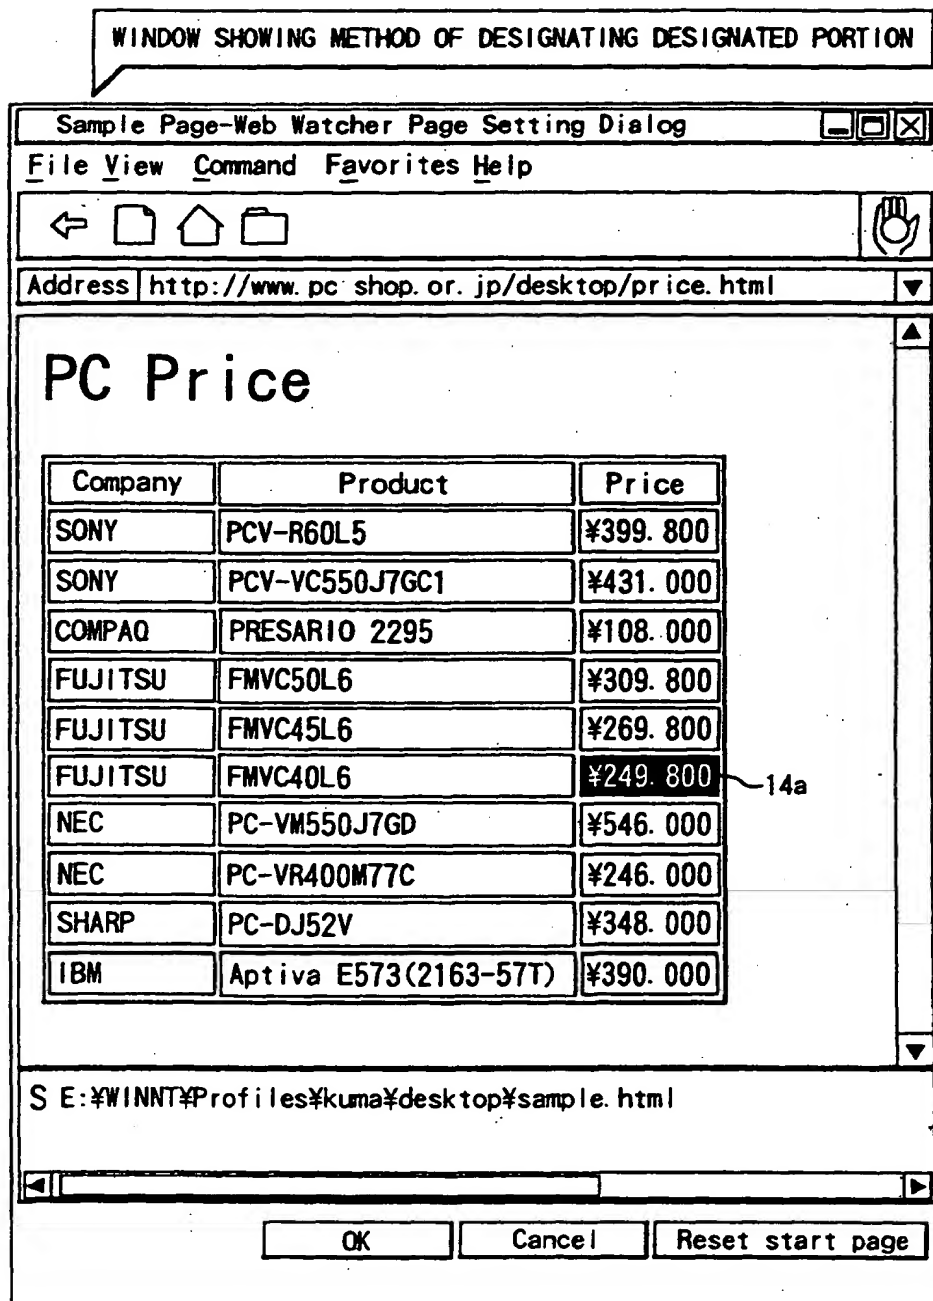 WINDOW SHOWING METHOD OF DESIGNATING DESIGNATED PORTION
Sample Page-Web Watcher Page Setting Dialog
File View Command Favorites Help
Address http://www.pc shop.or.jp/desktop/price.html
PC Price
Company Product Price
SONY PCV-R60L5 ¥399.800
SONY PCV-VC550J7GC1 ¥431.000
COMPAQ PRESARIO 2295 ¥108.000
FUJITSU FMVC50L6 ¥309.800
FUJITSU FMVC45L6 ¥269.800
FUJITSU FMVC40L6 ¥249.800 14a
NEC PC-VM550J7GD ¥546.000
NEC PC-VR400M77C ¥246.000
SHARP PC-DJ52V ¥348.000
IBM Aptiva E573(2163-57T) ¥390.000
S E:¥WINNT¥Profiles¥kuma¥desktop¥sample.html
OK Cancel Reset start page